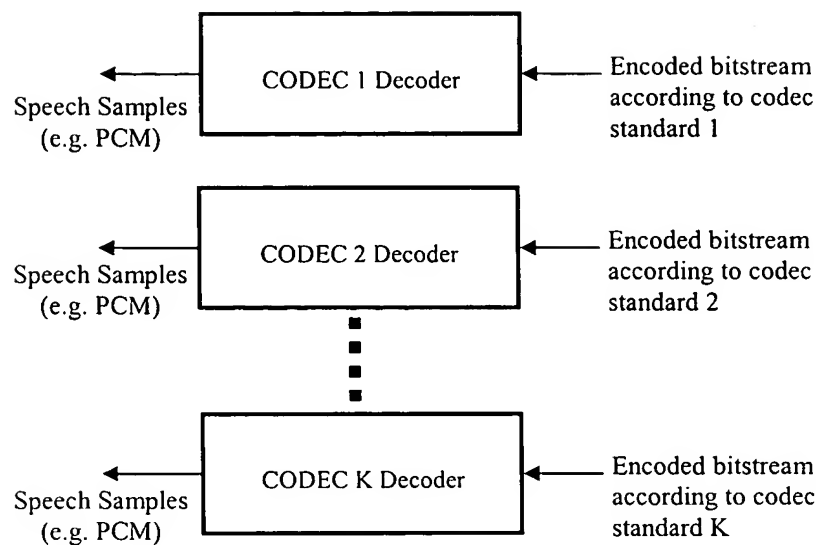 CODEC 1 Decoder
Encoded bitstream
according to codec
standard 1
Speech Samples
(e.g. PCM)
CODEC 2 Decoder
Encoded bitstream
according to codec
standard 2
Speech Samples
(e.g. PCM)
CODEC K Decoder
Encoded bitstream
according to codec
standard K
Speech Samples
(e.g. PCM)